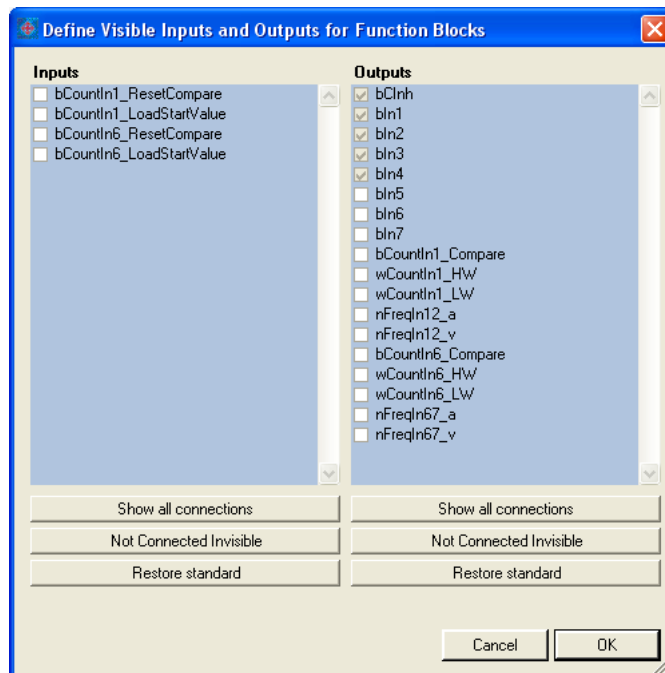 Define Visible Inputs and Outputs for Function Blocks
Inputs
bCountIn1_ResetCompare
bCountIn1_LoadStartValue
bCountIn6_ResetCompare
bCountIn6_LoadStartValue
Show all connections
Not Connected Invisible
Restore standard
Outputs
bCInh
bIn1
bIn2
bIn3
bIn4
bIn5
bIn6
bIn7
bCountIn1_Compare
wCountIn1_HW
wCountIn1_LW
nFreqIn12_a
nFreqIn12_v
bCountIn6_Compare
wCountIn6_HW
wCountIn6_LW
nFreqIn67_a
nFreqIn67_v
Show all connections
Not Connected Invisible
Restore standard
Cancel
OK